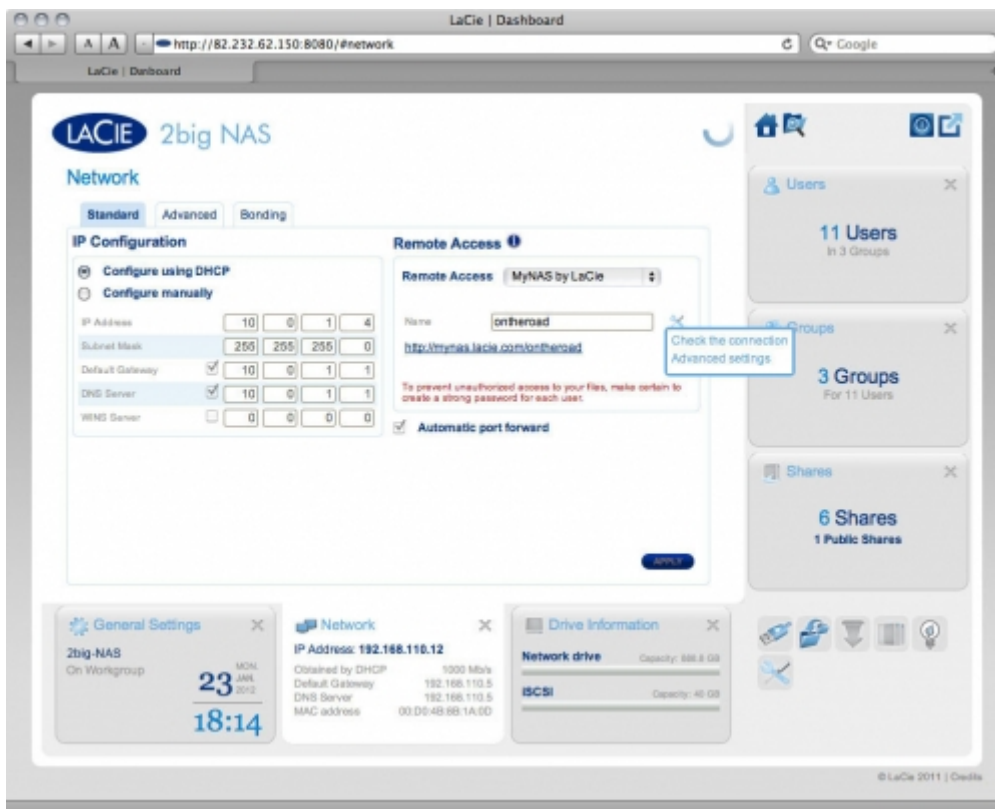 LaCie | Dashboard
A A http://82.232.62.150:8080/#network Google
LaCie | Dashboard
LACIE 2big NAS
Network
Standard Advanced Bonding
IP Configuration
Configure using DHCP
Configure manually
IP Address 10 0 1 4
Subnet Mask 255 255 255 0
Default Gateway 10 0 1 1
DNS Server 10 0 1 1
WINS Server 0 0 0 0
Remote Access
Remote Access MyNAS by LaCie
Name ontheroad
http://mynas.lacie.com/ontheroad
Check the connection
Advanced settings
To prevent unauthorized access to your files, make certain to
create a strong password for each user.
Automatic port forward
APPLY
Users
11 Users
In 3 Groups
Groups
3 Groups
For 11 Users
Shares
6 Shares
1 Public Shares
General Settings
2big-NAS
On Workgroup
23 MON. JAN. 2012
18:14
Network
IP Address: 192.168.110.12
Obtained by DHCP 1000 Mb/s
Default Gateway 192.168.110.5
DNS Server 192.168.110.5
MAC address 00:D0:4B:8B:1A:0D
Drive Information
Network drive Capacity: 888.8 GB
iSCSI Capacity: 40 GB
© LaCie 2011 | Credits